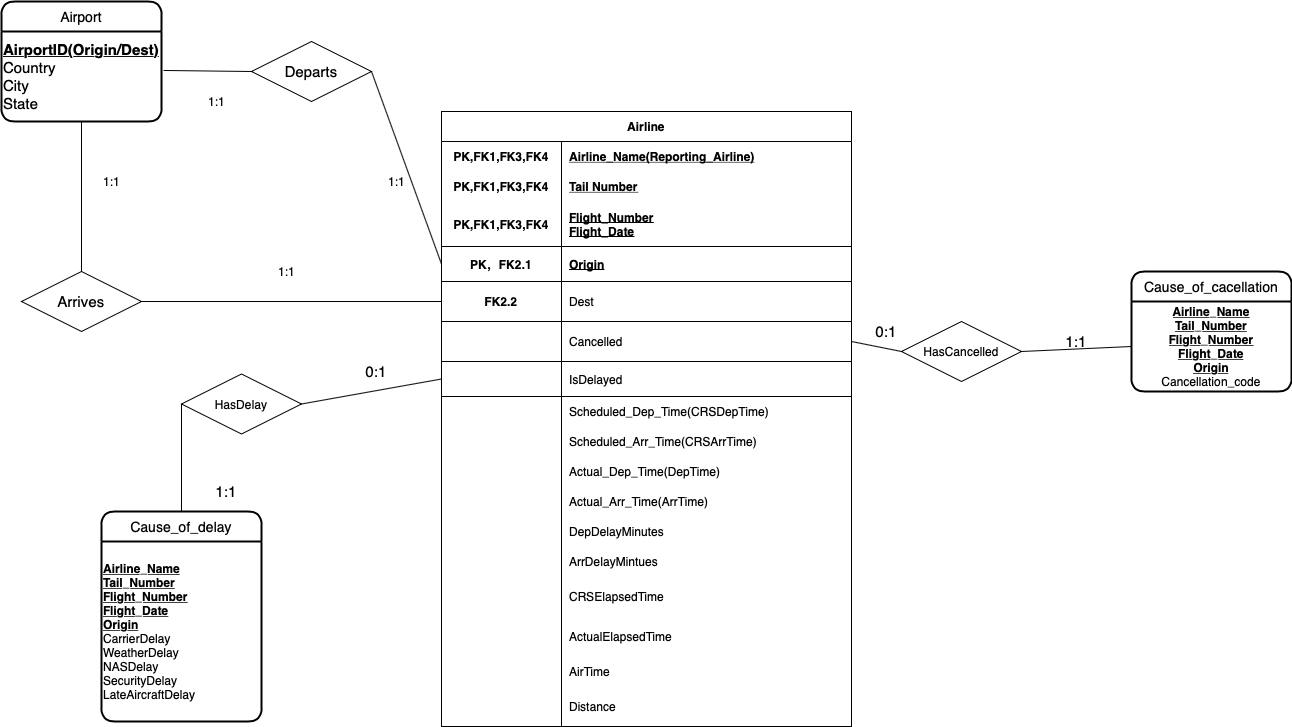 Airport
AirportID(Origin/Dest)
Country
City
State
Departs
1:1
1:1
1:1
Arrives
1:1
Airline
PK,FK1,FK3,FK4 Airline_Name(Reporting_Airline)
PK,FK1,FK3,FK4 Tail Number
PK,FK1,FK3,FK4 Flight_Number
Flight_Date
PK, FK2.1 Origin
FK2.2 Dest
Cancelled
IsDelayed
Scheduled_Dep_Time(CRSDepTime)
Scheduled_Arr_Time(CRSArrTime)
Actual_Dep_Time(DepTime)
Actual_Arr_Time(ArrTime)
DepDelayMinutes
ArrDelayMintues
CRSElapsedTime
ActualElapsedTime
AirTime
Distance
0:1
HasCancelled
1:1
Cause_of_cacellation
Airline_Name
Tail_Number
Flight_Number
Flight_Date
Origin
Cancellation_code
0:1
HasDelay
1:1
Cause_of_delay
Airline_Name
Tail_Number
Flight_Number
Flight_Date
Origin
CarrierDelay
WeatherDelay
NASDelay
SecurityDelay
LateAircraftDelay